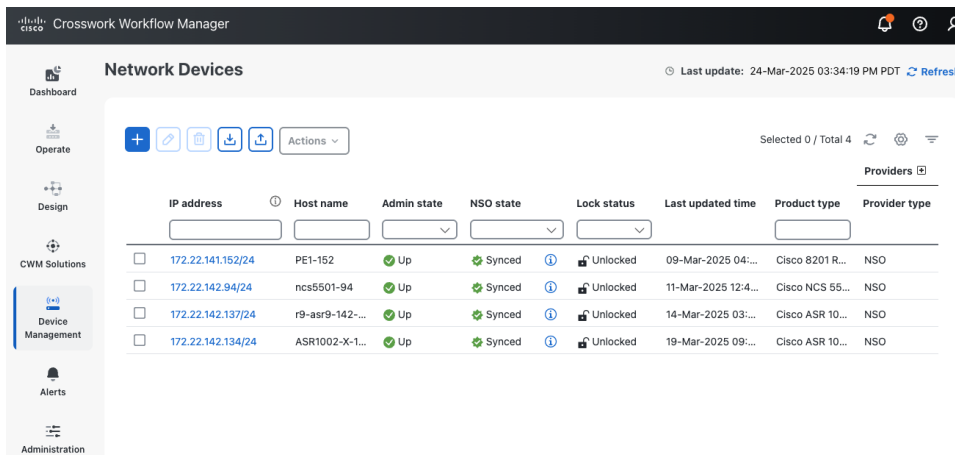 cisco Crosswork Workflow Manager
Network Devices
Last update: 24-Mar-2025 03:34:19 PM PDT Refresh
Dashboard
Operate
Design
CWM Solutions
Device
Management
Alerts
Administration
Actions
Selected 0 / Total 4
Providers
IP address Host name Admin state NSO state Lock status Last updated time Product type Provider type
172.22.141.152/24 PE1-152 Up Synced Unlocked 09-Mar-2025 04:... Cisco 8201 R... NSO
172.22.142.94/24 ncs5501-94 Up Synced Unlocked 11-Mar-2025 12:4... Cisco NCS 55... NSO
172.22.142.137/24 r9-asr9-142-... Up Synced Unlocked 14-Mar-2025 03:... Cisco ASR 10... NSO
172.22.142.134/24 ASR1002-X-1... Up Synced Unlocked 19-Mar-2025 09:... Cisco ASR 10... NSO